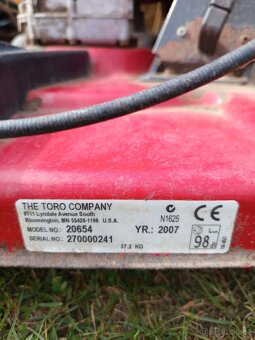 THE TORO COMPANY
8111 Lyndale Avenue South
Bloomington, MN 55420-1196 U.S.A.
MODEL NO.: 20654 YR.: 2007
SERIAL NO.: 270000241
37.2 KG
N1625
CE
98